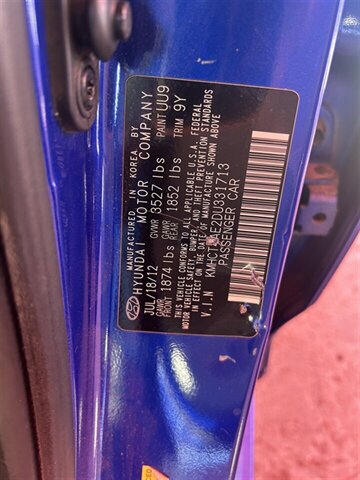 MANUFACTURED IN KOREA BY
HYUNDAI MOTOR COMPANY
JUL/18/12 GVWR 3527 lbs PAINT UU9
GAWR FRONT 1874 lbs GAWR REAR 1852 lbs TRIM 9Y
THIS VEHICLE CONFORMS TO ALL APPLICABLE U.S.A. FEDERAL
MOTOR VEHICLE SAFETY, BUMPER, AND THEFT PREVENTION STANDARDS
IN EFFECT ON THE DATE OF MANUFACTURE SHOWN ABOVE
V.I.N
PASSENGER CAR